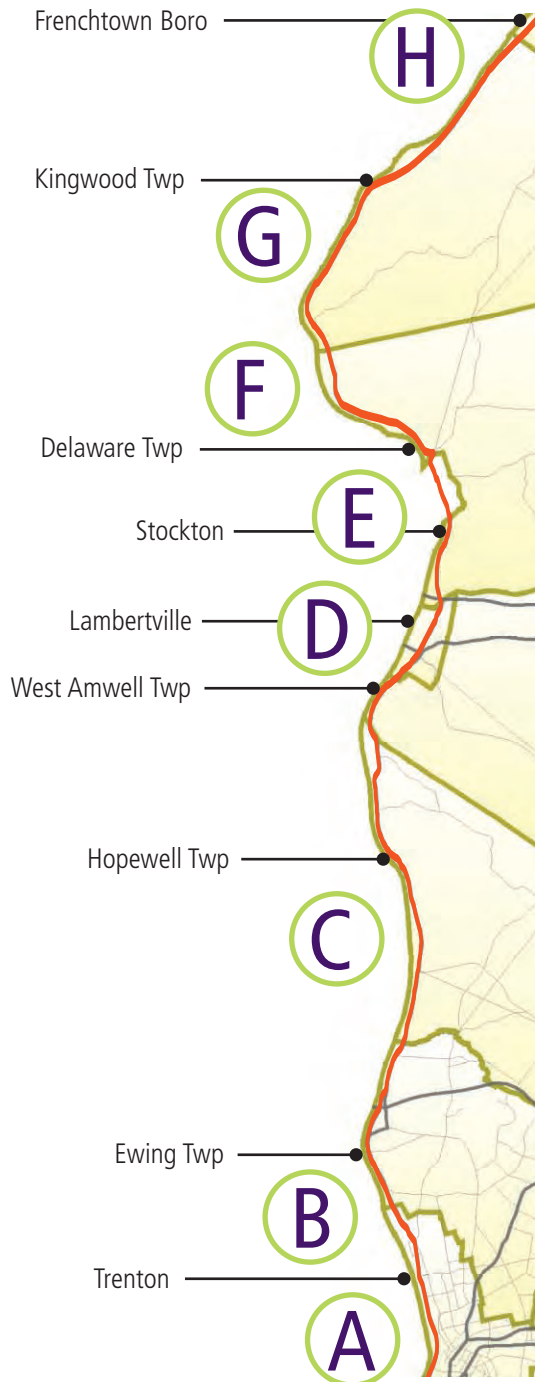 Frenchtown Boro
H
Kingwood Twp
G
F
Delaware Twp
E
Stockton
D
Lambertville
West Amwell Twp
Hopewell Twp
C
Ewing Twp
B
Trenton
A